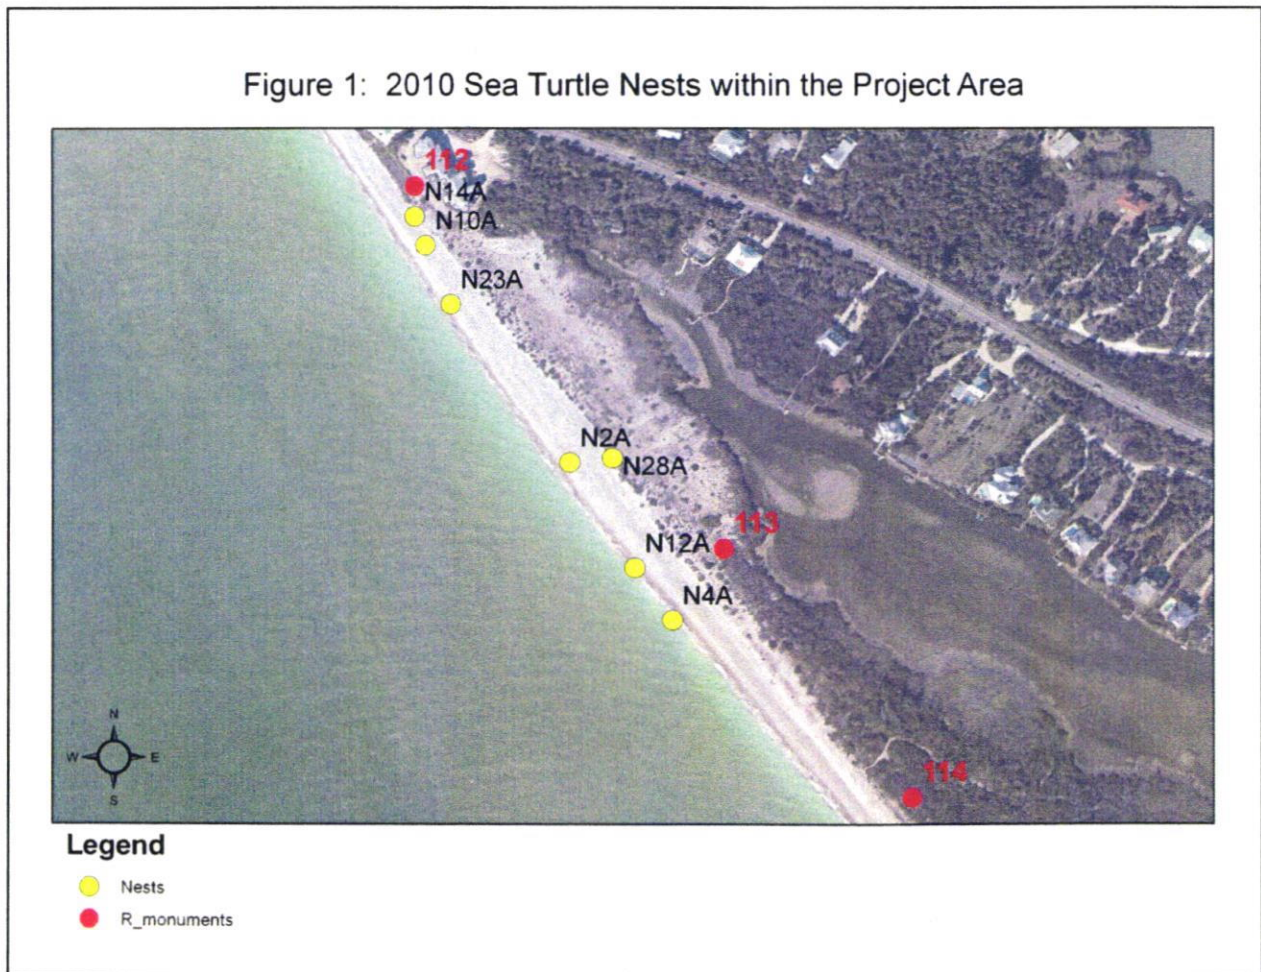 Figure 1: 2010 Sea Turtle Nests within the Project Area
112
N14A
N10A
N23A
N2A
N28A
113
N12A
N4A
114
N
W E
S
Legend
Nests
R_monuments